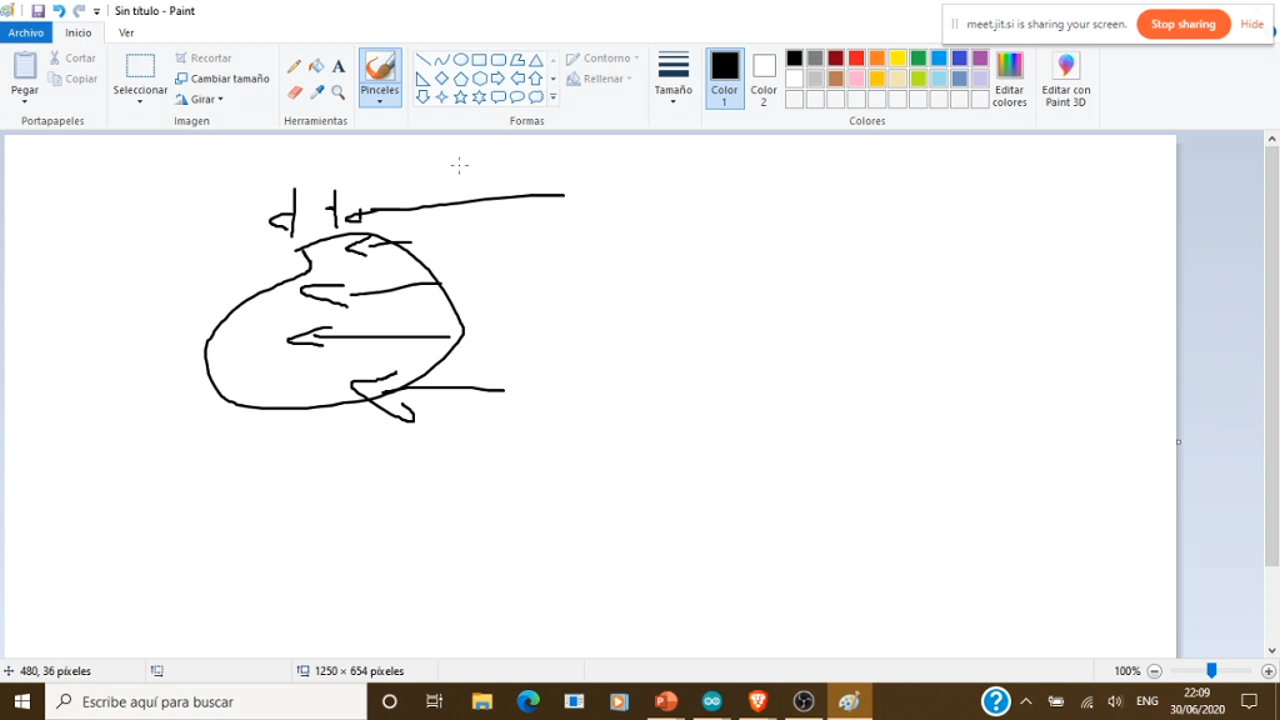 Sin título - Paint
meet.jit.si is sharing your screen. Stop sharing Hide
Archivo Inicio Ver
Pegar
Cortar
Copiar
Portapapeles
Seleccionar
Recortar
Cambiar tamaño
Girar
Imagen
A
Herramientas
Pinceles
Contorno
Rellenar
Formas
Tamaño
Color 1
Color 2
Editar colores
Colores
Editar con Paint 3D
480, 36 píxeles
1250 × 654 píxeles
100%
Escribe aquí para buscar
ENG
22:09
30/06/2020